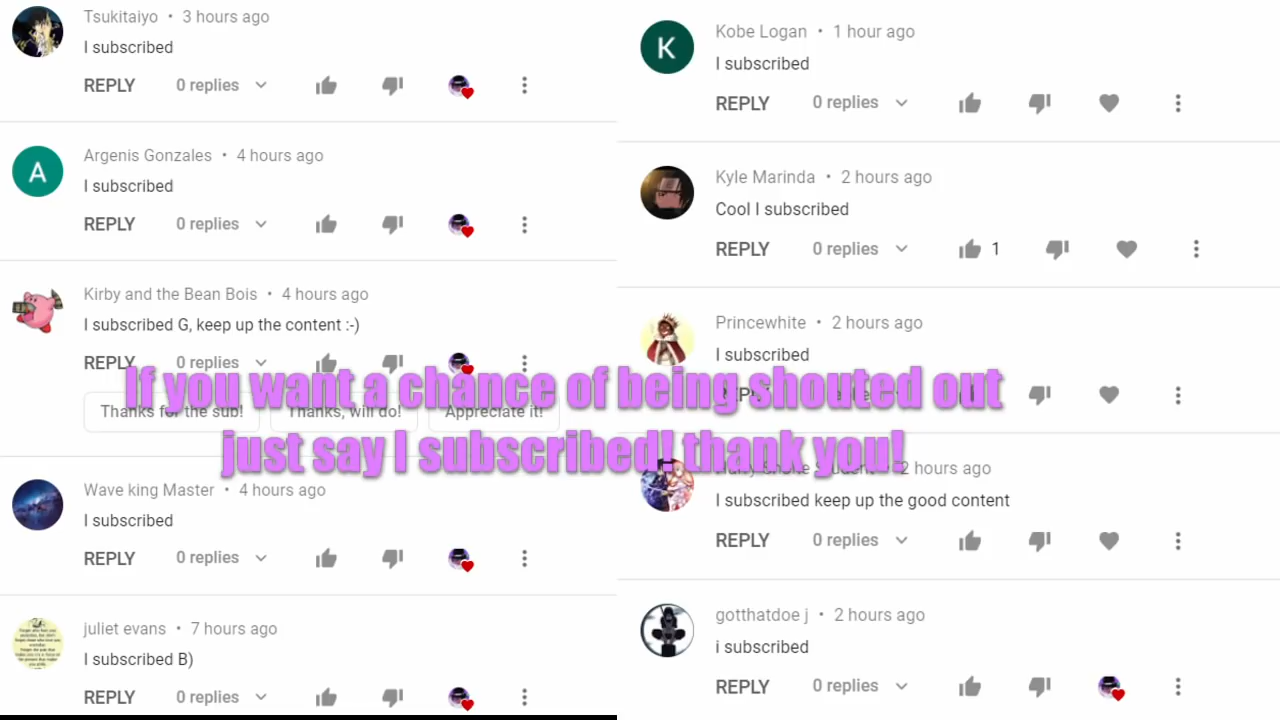 Tsukitaiyo • 3 hours ago
I subscribed
REPLY 0 replies
A
Argenis Gonzales • 4 hours ago
I subscribed
REPLY 0 replies
Kirby and the Bean Bois • 4 hours ago
I subscribed G, keep up the content :-)
REPLY 0 replies
Thanks for the sub! Thanks, will do! Appreciate it!
Wave king Master • 4 hours ago
I subscribed
REPLY 0 replies
juliet evans • 7 hours ago
I subscribed B)
REPLY 0 replies
K
Kobe Logan • 1 hour ago
I subscribed
REPLY 0 replies
Kyle Marinda • 2 hours ago
Cool I subscribed
REPLY 0 replies 1
Princewhite • 2 hours ago
I subscribed
2 hours ago
I subscribed keep up the good content
REPLY 0 replies
gotthatdoe j • 2 hours ago
i subscribed
REPLY 0 replies
If you want a chance of being shouted out
just say I subscribed! thank you!